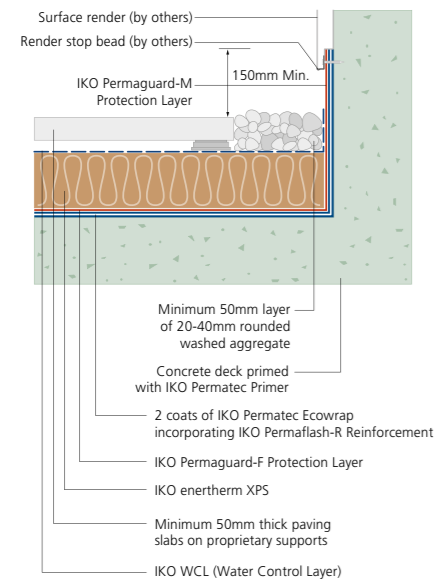 Surface render (by others)
Render stop bead (by others)
150mm Min.
IKO Permaguard-M
Protection Layer
Minimum 50mm layer
of 20-40mm rounded
washed aggregate
Concrete deck primed
with IKO Permatec Primer
2 coats of IKO Permatec Ecowrap
incorporating IKO Permaflash-R Reinforcement
IKO Permaguard-F Protection Layer
IKO enertherm XPS
Minimum 50mm thick paving
slabs on proprietary supports
IKO WCL (Water Control Layer)